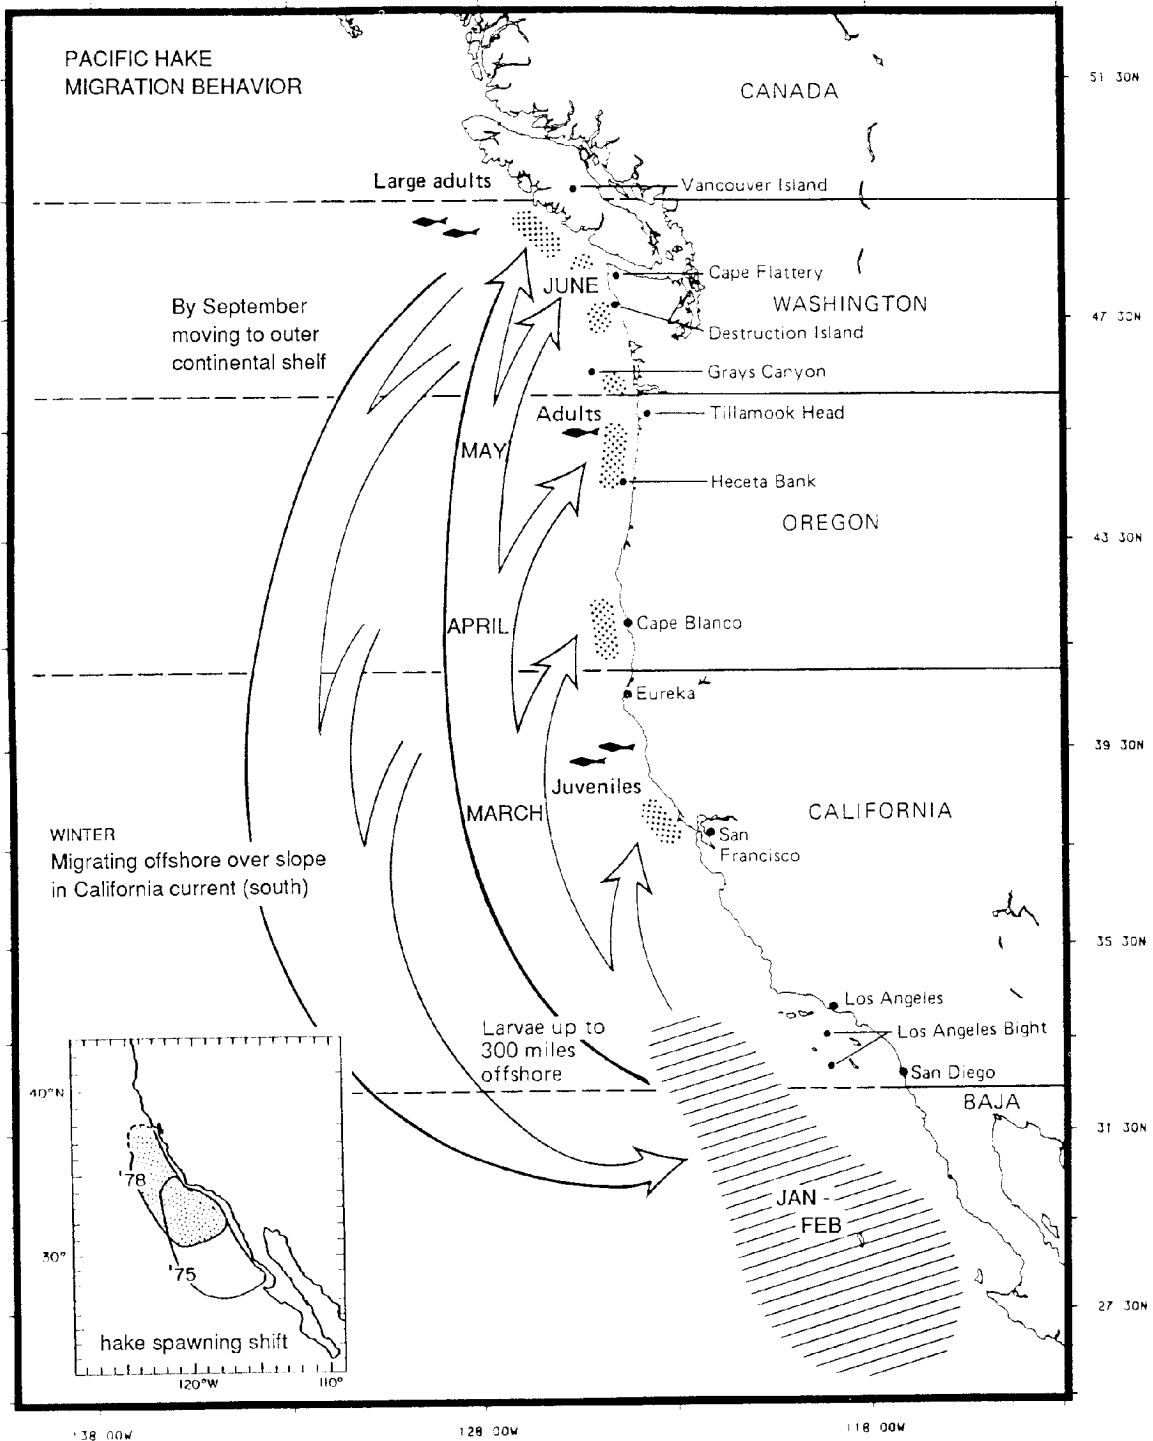 PACIFIC HAKE
MIGRATION BEHAVIOR
CANADA
51 30N
Large adults
Vancouver Island
JUNE
Cape Flattery
WASHINGTON
By September
moving to outer
continental shelf
47 30N
Destruction Island
Grays Canyon
Adults
Tillamook Head
MAY
Heceta Bank
OREGON
43 30N
APRIL
Cape Blanco
Eureka
39 30N
Juveniles
MARCH
CALIFORNIA
San
Francisco
WINTER
Migrating offshore over slope
in California current (south)
35 30N
Los Angeles
Larvae up to
300 miles
offshore
Los Angeles Bight
San Diego
BAJA
31 30N
40°N
'78
JAN -
FEB
30°
'75
27 30N
hake spawning shift
120°W
110°
138 00W
128 00W
118 00W